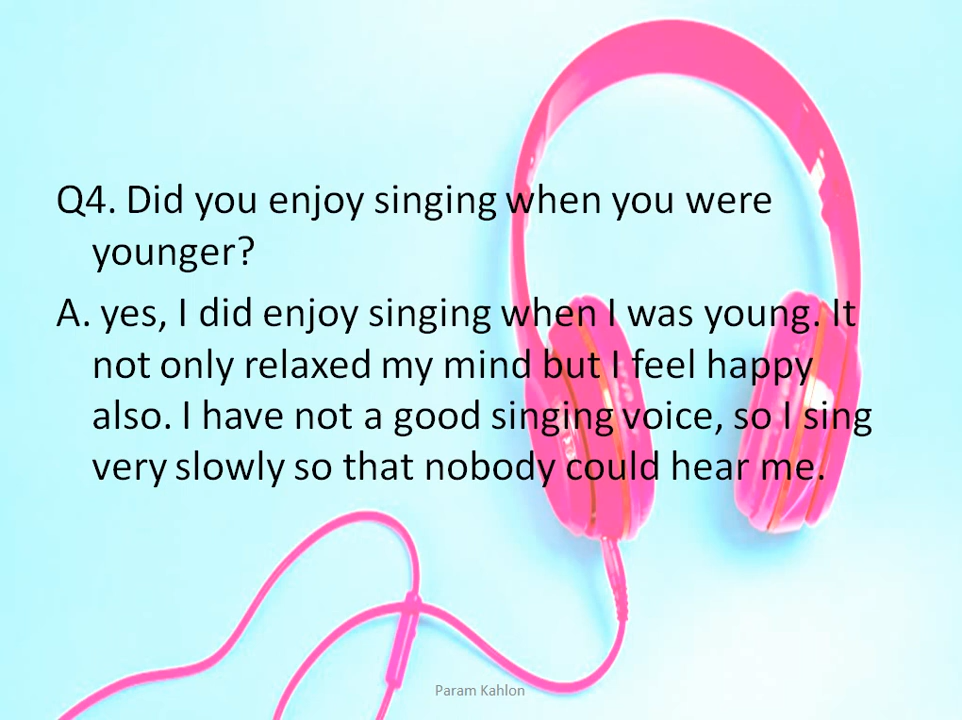 Q4. Did you enjoy singing when you were
younger?
A. yes, I did enjoy singing when I was young. It
not only relaxed my mind but I feel happy
also. I have not a good singing voice, so I sing
very slowly so that nobody could hear me.
Param Kahlon